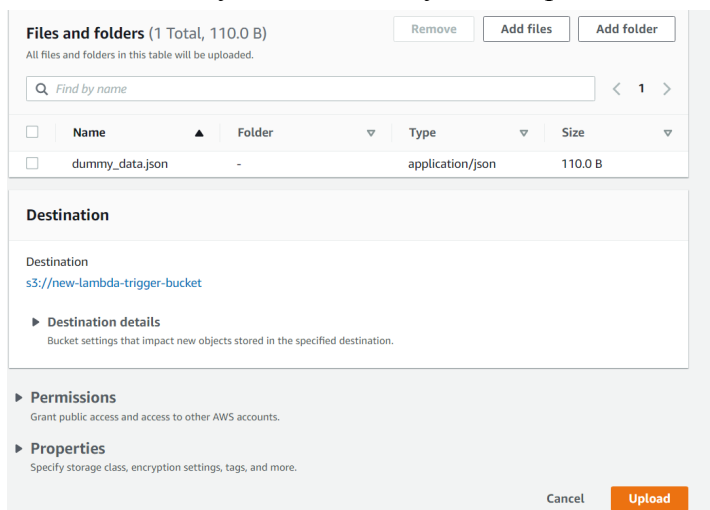 Files and folders (1 Total, 110.0 B)
Remove
Add files
Add folder
All files and folders in this table will be uploaded.
Find by name
1
Name
Folder
Type
Size
dummy_data.json
-
application/json
110.0 B
Destination
Destination
s3://new-lambda-trigger-bucket
Destination details
Bucket settings that impact new objects stored in the specified destination.
Permissions
Grant public access and access to other AWS accounts.
Properties
Specify storage class, encryption settings, tags, and more.
Cancel
Upload